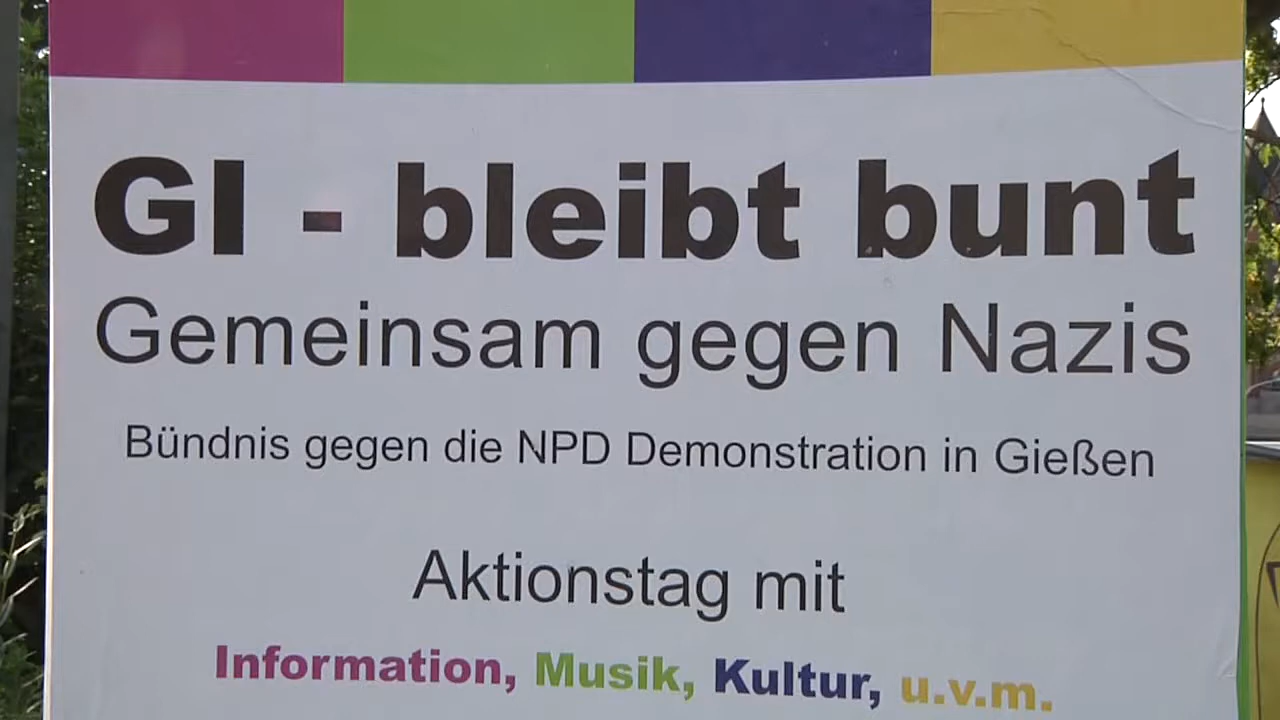 GI - bleibt bunt
Gemeinsam gegen Nazis
Bündnis gegen die NPD Demonstration in Gießen
Aktionstag mit
Information, Musik, Kultur, u.v.m.